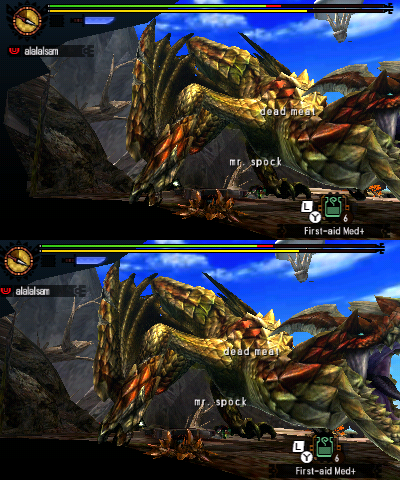 alalalsam
dead meat
mr. spock
L
Y
6
First-aid Med+
alalalsam
dead meat
mr. spock
L
Y
6
First-aid Med+